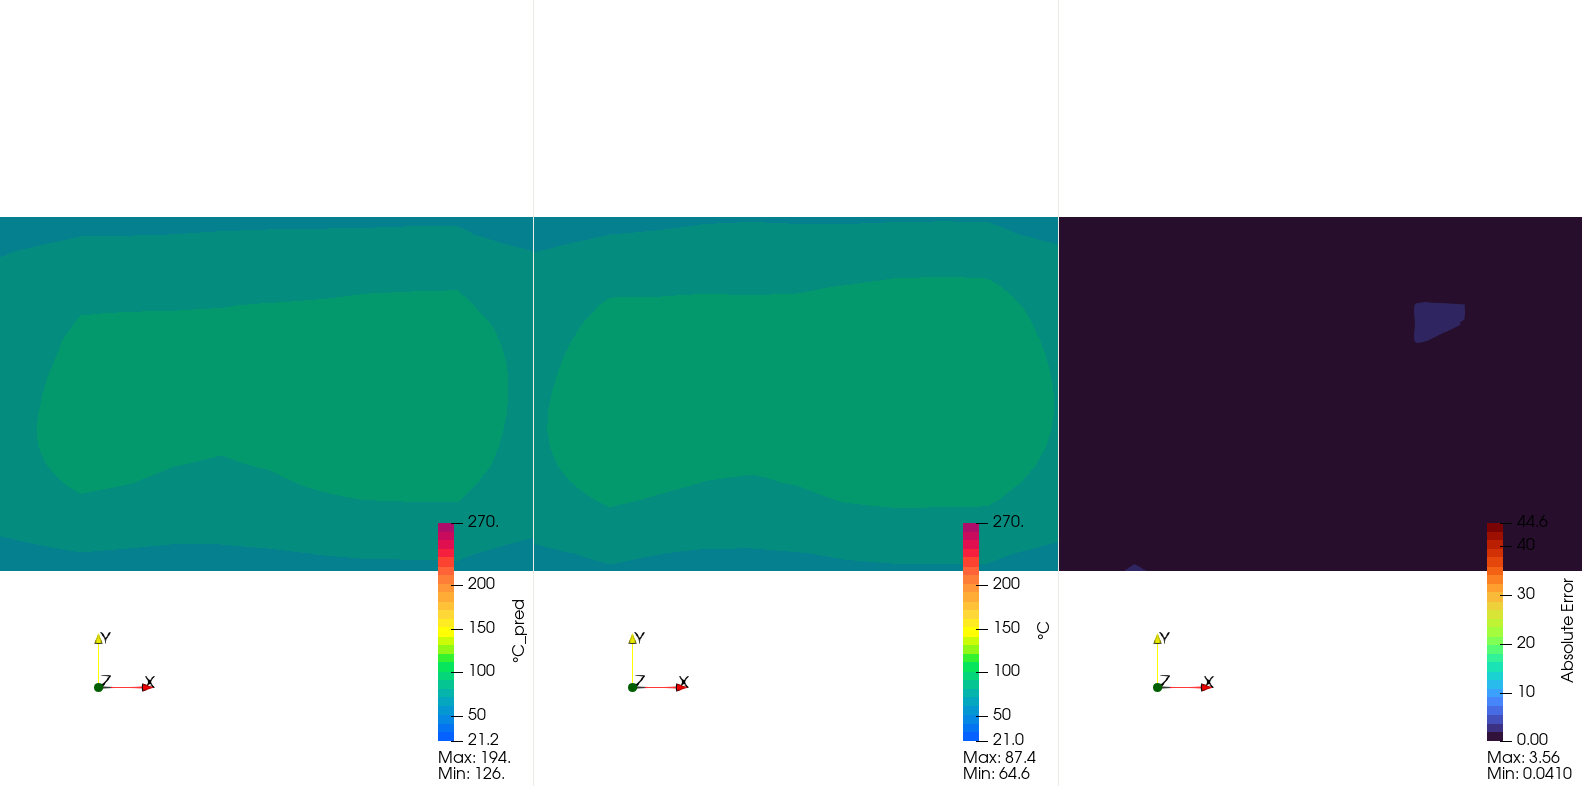 270.
200
150
100
50
21.2
°C_pred
Max: 194.
Min: 126.
Y
Z
X
270.
200
150
100
50
21.0
°C
Max: 87.4
Min: 64.6
Y
Z
X
44.6
40
30
20
10
0.00
Absolute Error
Max: 3.56
Min: 0.0410
Y
Z
X